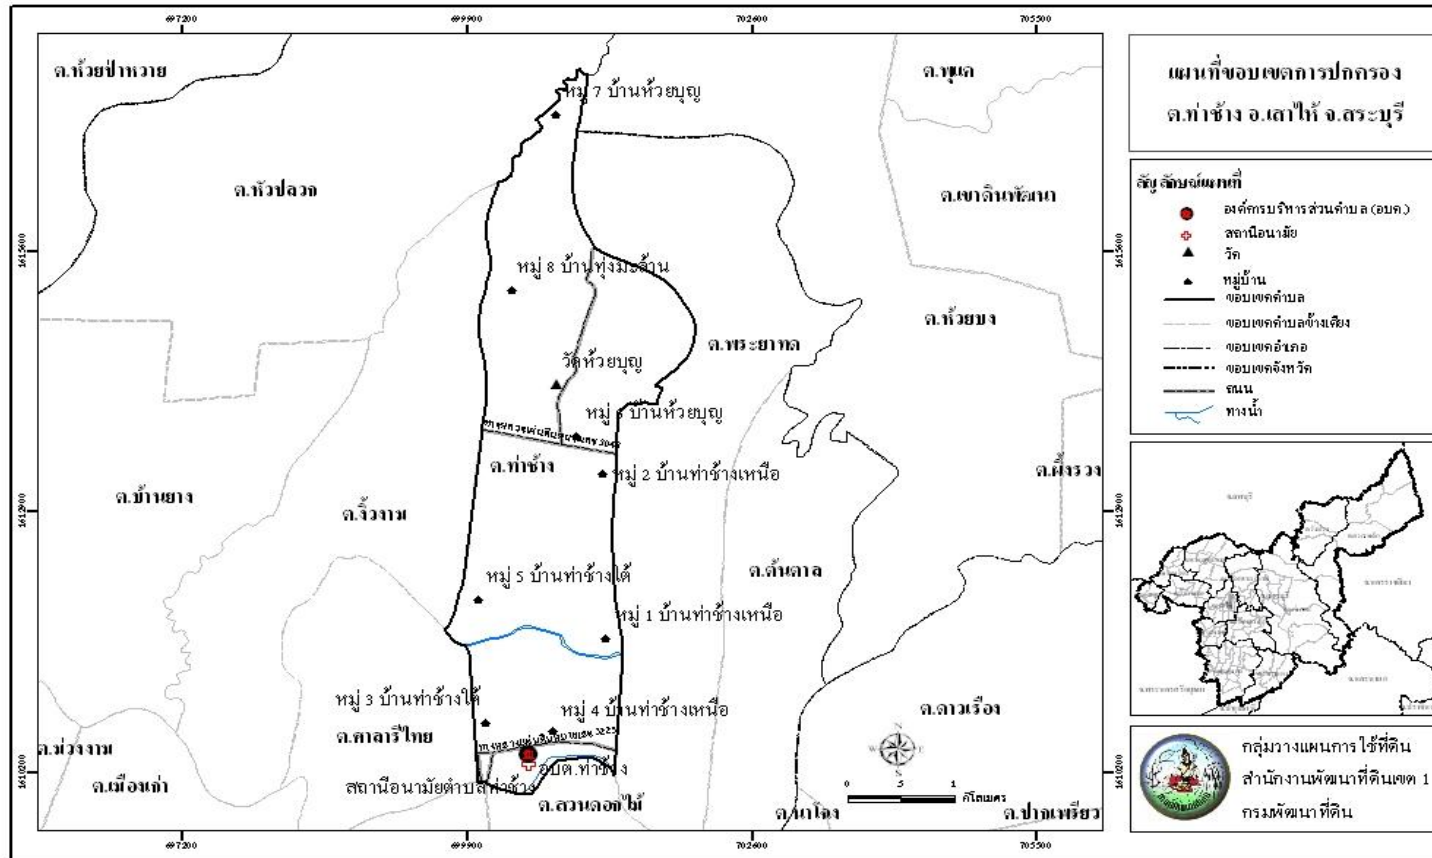 697200
699900
702600
705500
ต.ห้วยป่าหวาย
ต.พุแค
หมู่ 7 บ้านห้วยบุญ
ต.หัวปลวก
ต.เขาดินพัฒนา
1615600
1615600
หมู่ 8 บ้านทุ่งมะล้าน
ต.ห้วยบง
ต.พระยาทด
วัดห้วยบุญ
บ้านห้วยบุญ
ต.ท่าช้าง
หมู่ 2 บ้านท่าช้างเหนือ
ต.ผึ้งรวง
ต.บ้านยาง
ต.งิ้วงาม
1612900
1612900
ต.ต้นตาล
หมู่ 5 บ้านท่าช้างใต้
หมู่ 1 บ้านท่าช้างเหนือ
หมู่ 3 บ้านท่าช้างใต้
หมู่ 4 บ้านท่าช้างเหนือ
ต.ดาวเรือง
ต.ศาลารีไทย
ต.ม่วงงาม
ต.เมืองเก่า
1610200
1610200
อบต.ท่าช้าง
สถานีอนามัยตำบลท่าช้าง
ต.สวนดอกไม้
ต.นาโฉง
ต.ปากเพรียว
N
W
E
S
0
.5
1
กิโลเมตร
697200
699900
702600
705500
แผนที่ขอบเขตการปกครอง
ต.ท่าช้าง อ.เสาไห้ จ.สระบุรี
สัญลักษณ์แผนที่
องค์การบริหารส่วนตำบล (อบต.)
สถานีอนามัย
วัด
หมู่บ้าน
ขอบเขตตำบล
ขอบเขตตำบลข้างเคียง
ขอบเขตอำเภอ
ขอบเขตจังหวัด
ถนน
ทางน้ำ
กลุ่มวางแผนการใช้ที่ดิน
สำนักงานพัฒนาที่ดินเขต 1
กรมพัฒนาที่ดิน